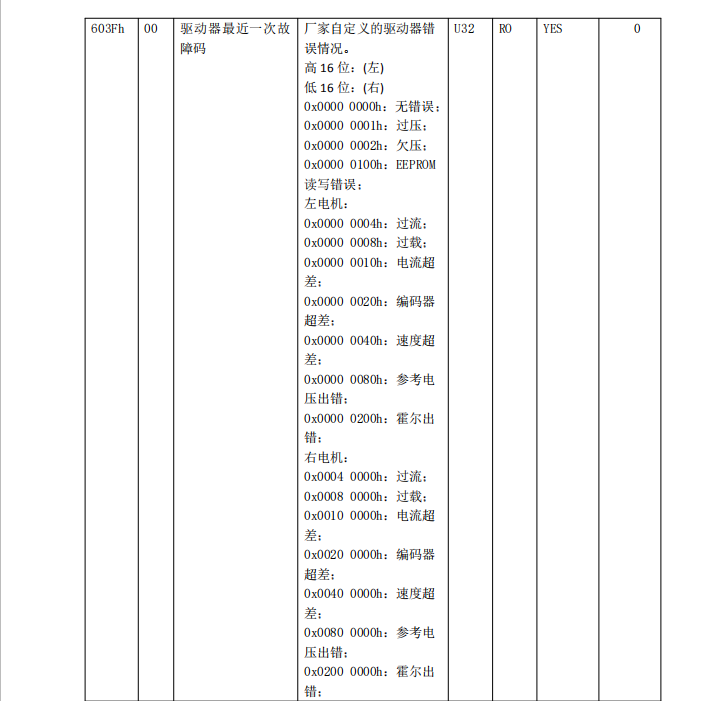 603Fh 00 驱动器最近一次故 厂家自定义的驱动器错 U32 RO YES 0
障码 误情况。
高 16 位：(左)
低 16 位：(右)
0x0000 0000h：无错误；
0x0000 0001h：过压；
0x0000 0002h：欠压；
0x0000 0100h：EEPROM
读写错误；
左电机：
0x0000 0004h：过流；
0x0000 0008h：过载；
0x0000 0010h：电流超
差；
0x0000 0020h：编码器
超差；
0x0000 0040h：速度超
差；
0x0000 0080h：参考电
压出错；
0x0000 0200h：霍尔出
错；
右电机：
0x0004 0000h：过流；
0x0008 0000h：过载；
0x0010 0000h：电流超
差；
0x0020 0000h：编码器
超差；
0x0040 0000h：速度超
差；
0x0080 0000h：参考电
压出错；
0x0200 0000h：霍尔出
错；